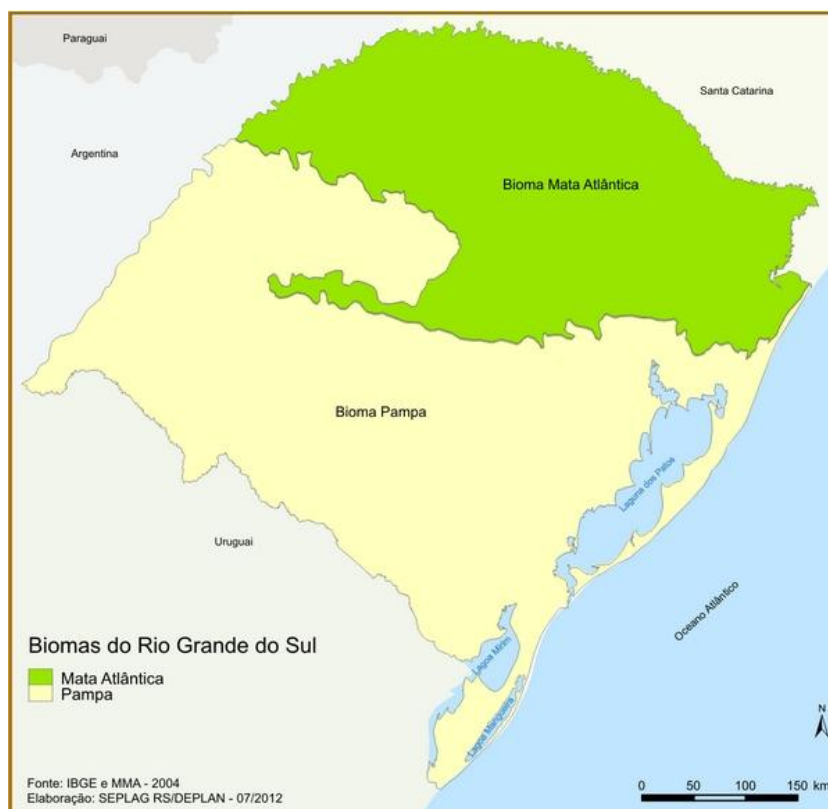 Paraguai
Santa Catarina
Argentina
Bioma Mata Atlântica
Bioma Pampa
Laguna dos Patos
Uruguai
Oceano Atlântico
Lagoa Mirim
Lagoa Mangueira
Biomas do Rio Grande do Sul
Mata Atlântica
Pampa
N
Fonte: IBGE e MMA - 2004
Elaboração: SEPLAG RS/DEPLAN - 07/2012
0 50 100 150 km